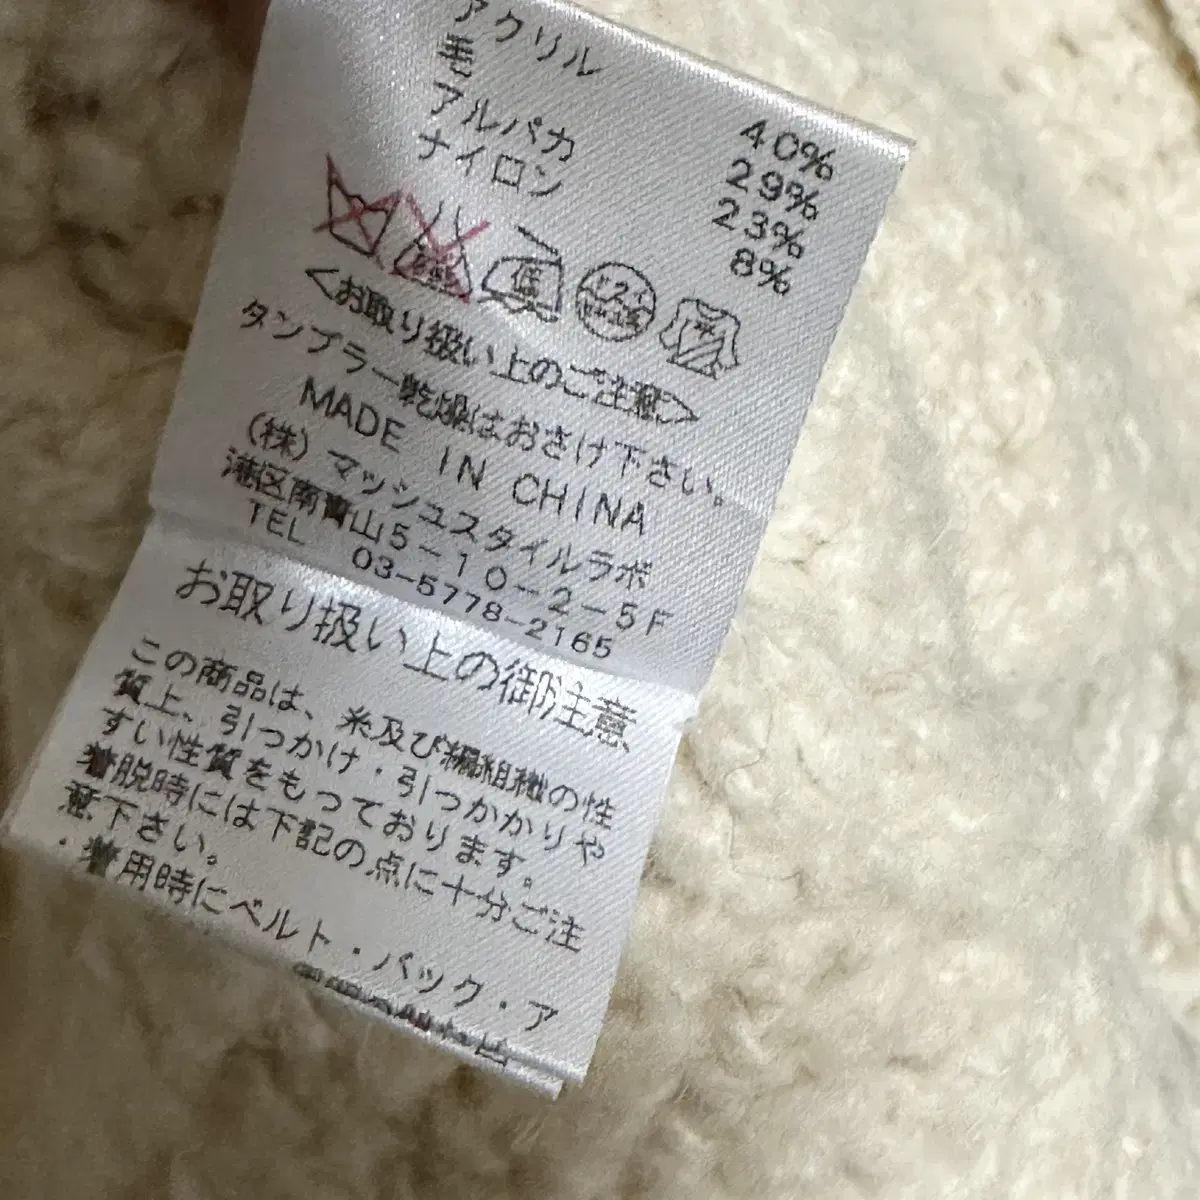 アクリル 40%
毛 29%
アルパカ 23%
ナイロン 8%
<お取り扱い上のご注意>
タンブラー乾燥はおさけ下さい。
MADE IN CHINA
(株)マッシュスタイルラボ
港区南青山5-10-2-5F
TEL 03-5778-2165
お取り扱い上の御注意
この商品は、糸及び編組織の性
質上、引つかけ・引つかかりや
すい性質をもっております。
着脱時には下記の点に十分ご注
意下さい。
・着用時にベルト・バック・ア